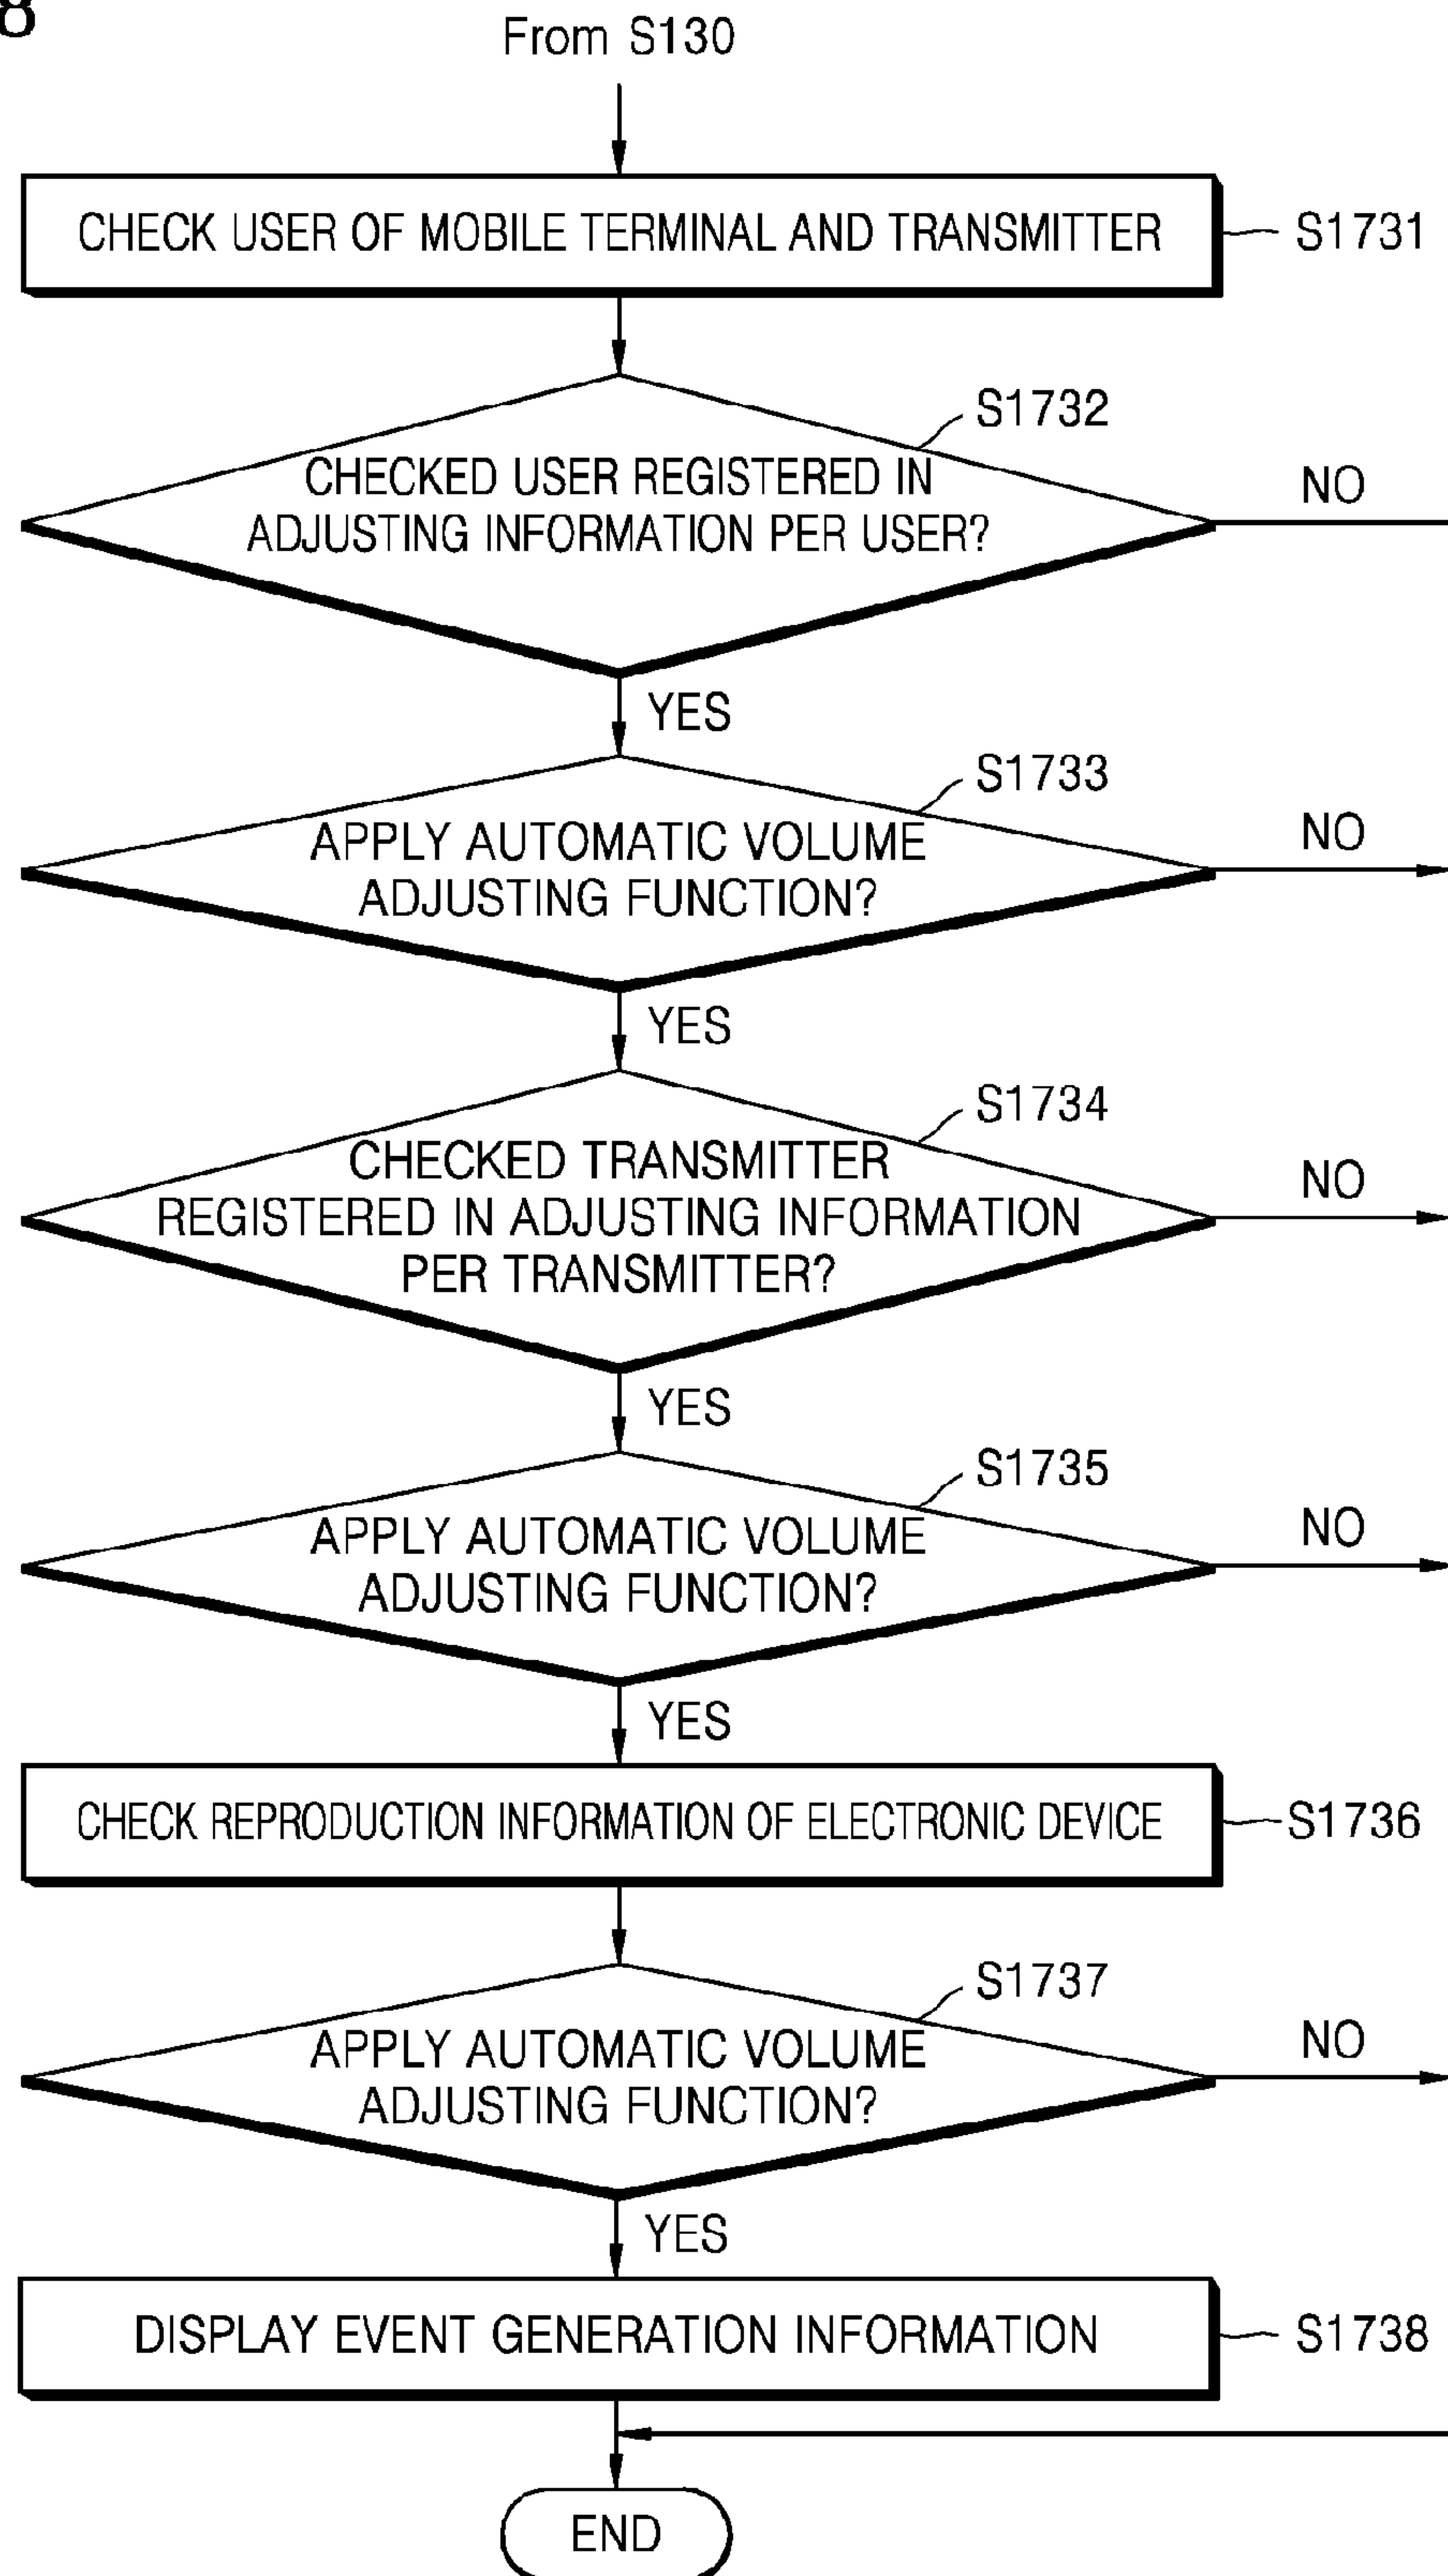 8
From S130
CHECK USER OF MOBILE TERMINAL AND TRANSMITTER
S1731
S1732
CHECKED USER REGISTERED IN
ADJUSTING INFORMATION PER USER?
NO
YES
S1733
APPLY AUTOMATIC VOLUME
ADJUSTING FUNCTION?
NO
YES
S1734
CHECKED TRANSMITTER
REGISTERED IN ADJUSTING INFORMATION
PER TRANSMITTER?
NO
YES
S1735
APPLY AUTOMATIC VOLUME
ADJUSTING FUNCTION?
NO
YES
CHECK REPRODUCTION INFORMATION OF ELECTRONIC DEVICE
S1736
S1737
APPLY AUTOMATIC VOLUME
ADJUSTING FUNCTION?
NO
YES
DISPLAY EVENT GENERATION INFORMATION
S1738
END